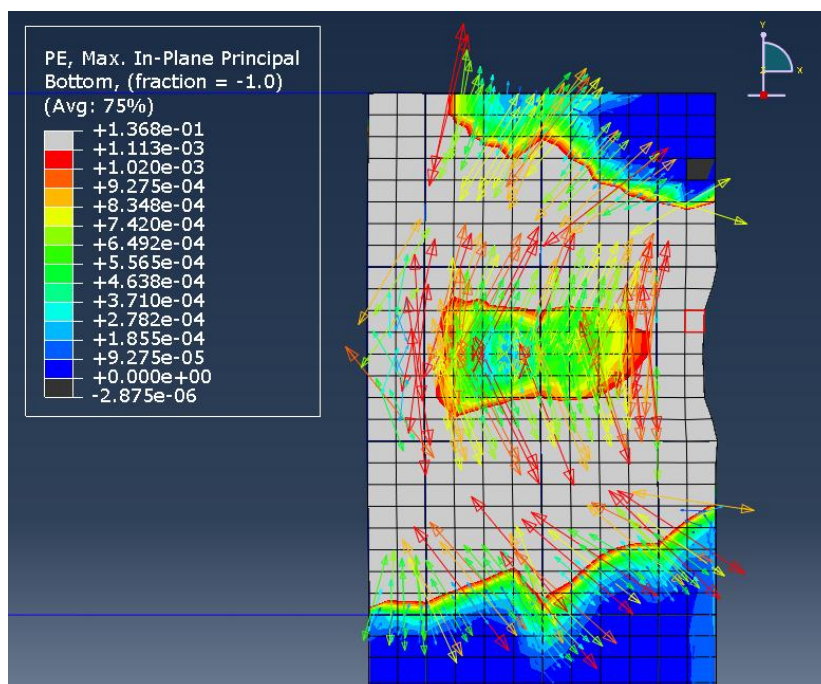 PE, Max. In-Plane Principal
Bottom, (fraction = -1.0)
(Avg: 75%)
+1.368e-01
+1.113e-03
+1.020e-03
+9.275e-04
+8.348e-04
+7.420e-04
+6.492e-04
+5.565e-04
+4.638e-04
+3.710e-04
+2.782e-04
+1.855e-04
+9.275e-05
+0.000e+00
-2.875e-06
Y
Z
X